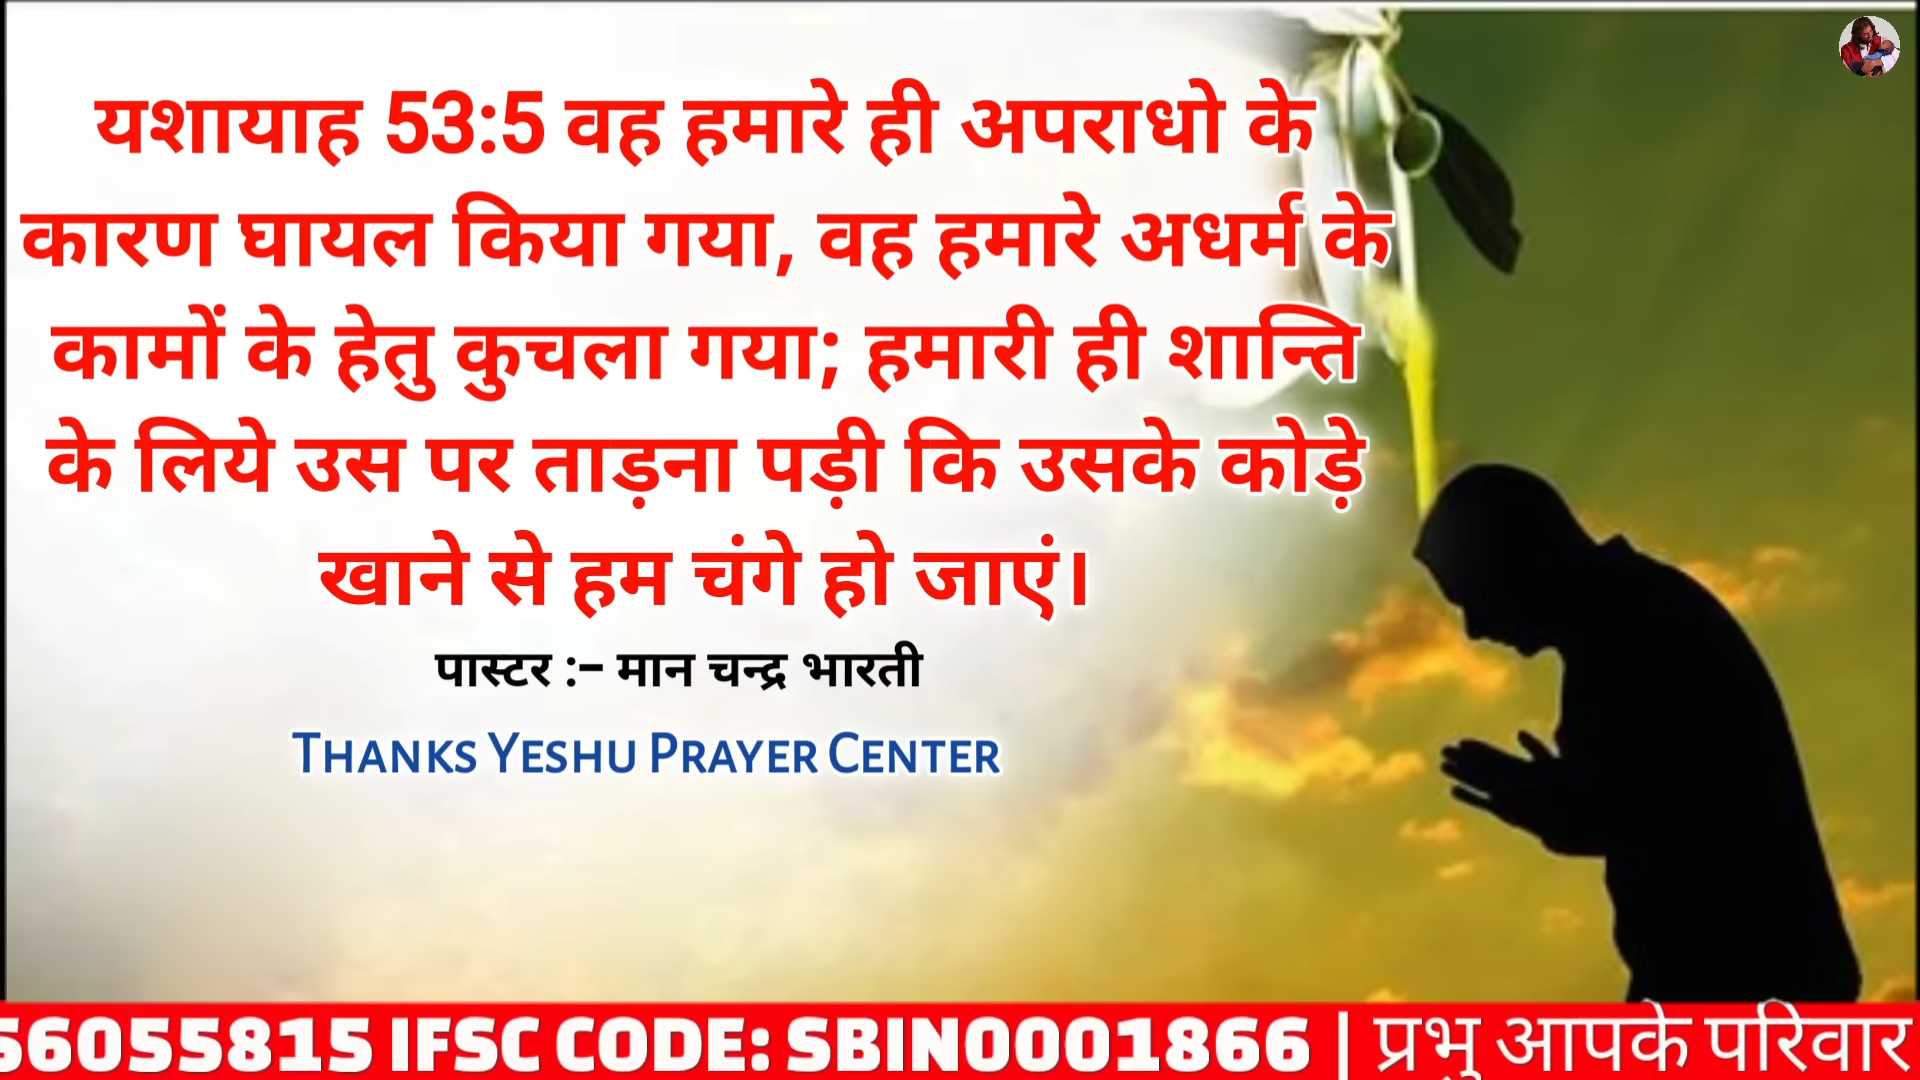 यशायाह 53:5 वह हमारे ही अपराधो के
कारण घायल किया गया, वह हमारे अधर्म के
कामों के हेतु कुचला गया; हमारी ही शान्ति
के लिये उस पर ताड़ना पड़ी कि उसके कोड़े
खाने से हम चंगे हो जाएं।
पास्टर :– मान चन्द्र भारती
Thanks Yeshu Prayer Center
56055815 IFSC CODE: SBIN0001866 | प्रभु आपके परिवार